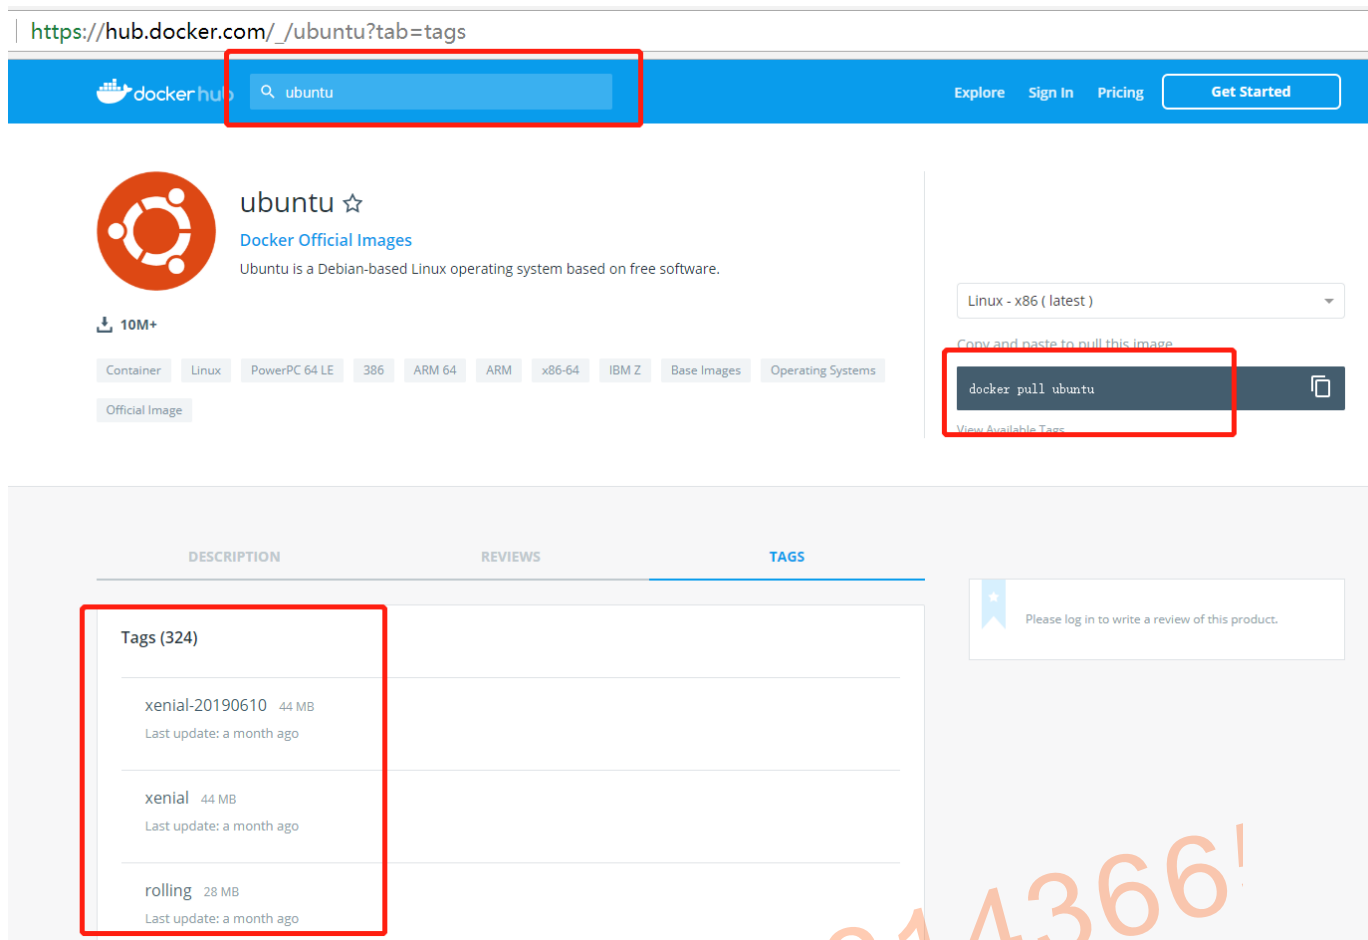 https://hub.docker.com/_/ubuntu?tab=tags
docker hub
ubuntu
Explore Sign In Pricing Get Started
ubuntu
Docker Official Images
Ubuntu is a Debian-based Linux operating system based on free software.
10M+
Linux - x86 ( latest )
Copy and paste to pull this image
Container Linux PowerPC 64 LE 386 ARM 64 ARM x86-64 IBM Z Base Images Operating Systems
docker pull ubuntu
Official Image
View Available Tags
DESCRIPTION REVIEWS TAGS
Tags (324)
Please log in to write a review of this product.
xenial-20190610 44 MB
Last update: a month ago
xenial 44 MB
Last update: a month ago
rolling 28 MB
Last update: a month ago